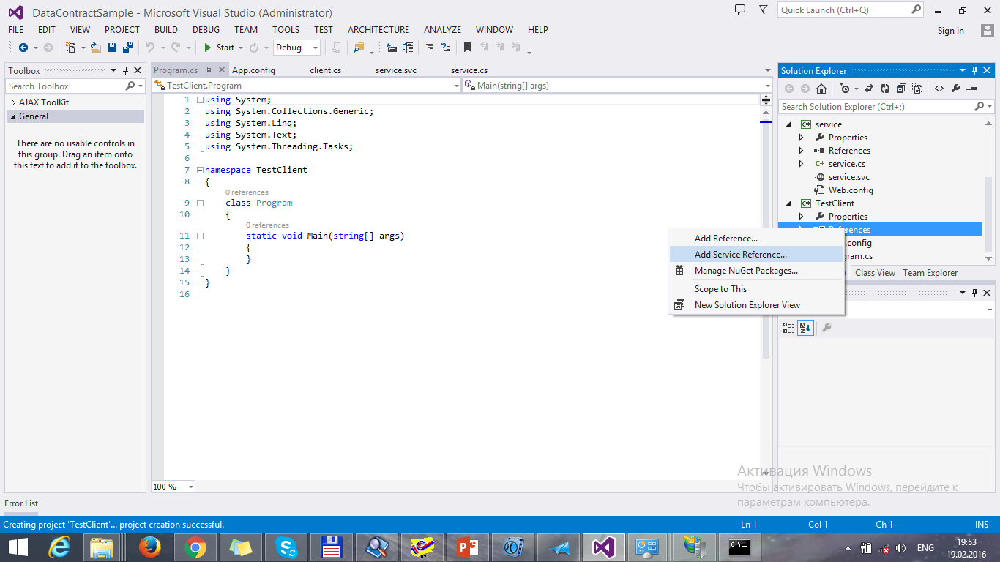 DataContractSample - Microsoft Visual Studio (Administrator)
Quick Launch (Ctrl+Q)
FILE EDIT VIEW PROJECT BUILD DEBUG TEAM TOOLS TEST ARCHITECTURE ANALYZE WINDOW HELP
Sign in
Start Debug
Toolbox
Search Toolbox
AJAX ToolKit
General
There are no usable controls in
this group. Drag an item onto
this text to add it to the toolbox.
Program.cs App.config client.cs service.svc service.cs
TestClient.Program Main(string[] args)
1 using System;
2 using System.Collections.Generic;
3 using System.Linq;
4 using System.Text;
5 using System.Threading.Tasks;
6
7 namespace TestClient
8 {
0 references
9 class Program
10 {
0 references
11 static void Main(string[] args)
12 {
13 }
14 }
15 }
16
100 %
Solution Explorer
Search Solution Explorer (Ctrl+;)
service
Properties
References
service.cs
service.svc
Web.config
TestClient
Properties
References
.config
gram.cs
Class View Team Explorer
Add Reference...
Add Service Reference...
Manage NuGet Packages...
Scope to This
New Solution Explorer View
Активация Windows
Чтобы активировать Windows, перейдите к
параметрам компьютера.
Error List
Creating project 'TestClient'... project creation successful.
Ln 1 Col 1 Ch 1 INS
ENG
19:53
19.02.2016